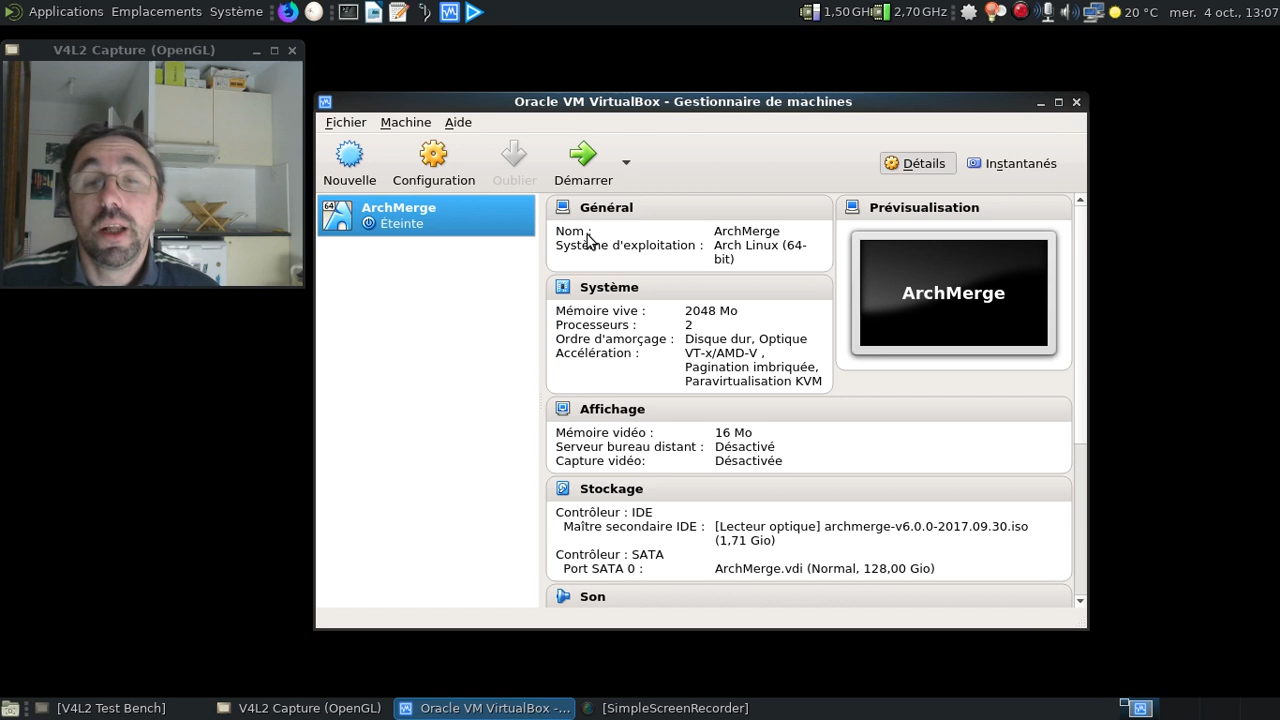 Applications Emplacements Système 1,50 GH 2,70 GHz 20 °C mer. 4 oct., 13:07
V4L2 Capture (OpenGL)
Oracle VM VirtualBox - Gestionnaire de machines
Fichier Machine Aide
Nouvelle Configuration Oublier Démarrer Détails Instantanés
64 ArchMerge
Éteinte
Général
Nom : ArchMerge
Système d'exploitation : Arch Linux (64-
bit)
Prévisualisation
ArchMerge
Système
Mémoire vive : 2048 Mo
Processeurs : 2
Ordre d'amorçage : Disque dur, Optique
Accélération : VT-x/AMD-V ,
Pagination imbriquée,
Paravirtualisation KVM
Affichage
Mémoire vidéo : 16 Mo
Serveur bureau distant : Désactivé
Capture vidéo: Désactivée
Stockage
Contrôleur : IDE
Maître secondaire IDE : [Lecteur optique] archmerge-v6.0.0-2017.09.30.iso
(1,71 Gio)
Contrôleur : SATA
Port SATA 0 : ArchMerge.vdi (Normal, 128,00 Gio)
Son
[V4L2 Test Bench] V4L2 Capture (OpenGL) Oracle VM VirtualBox -... [SimpleScreenRecorder]